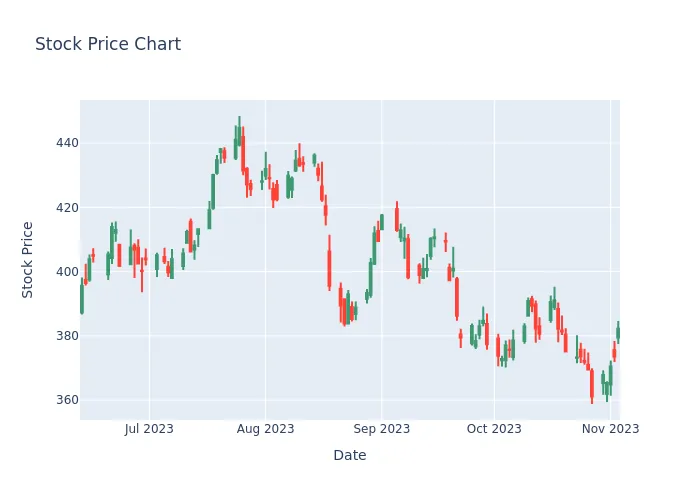 Stock Price Chart
Stock Price
440
420
400
380
360
Jul 2023
Aug 2023
Sep 2023
Oct 2023
Nov 2023
Date